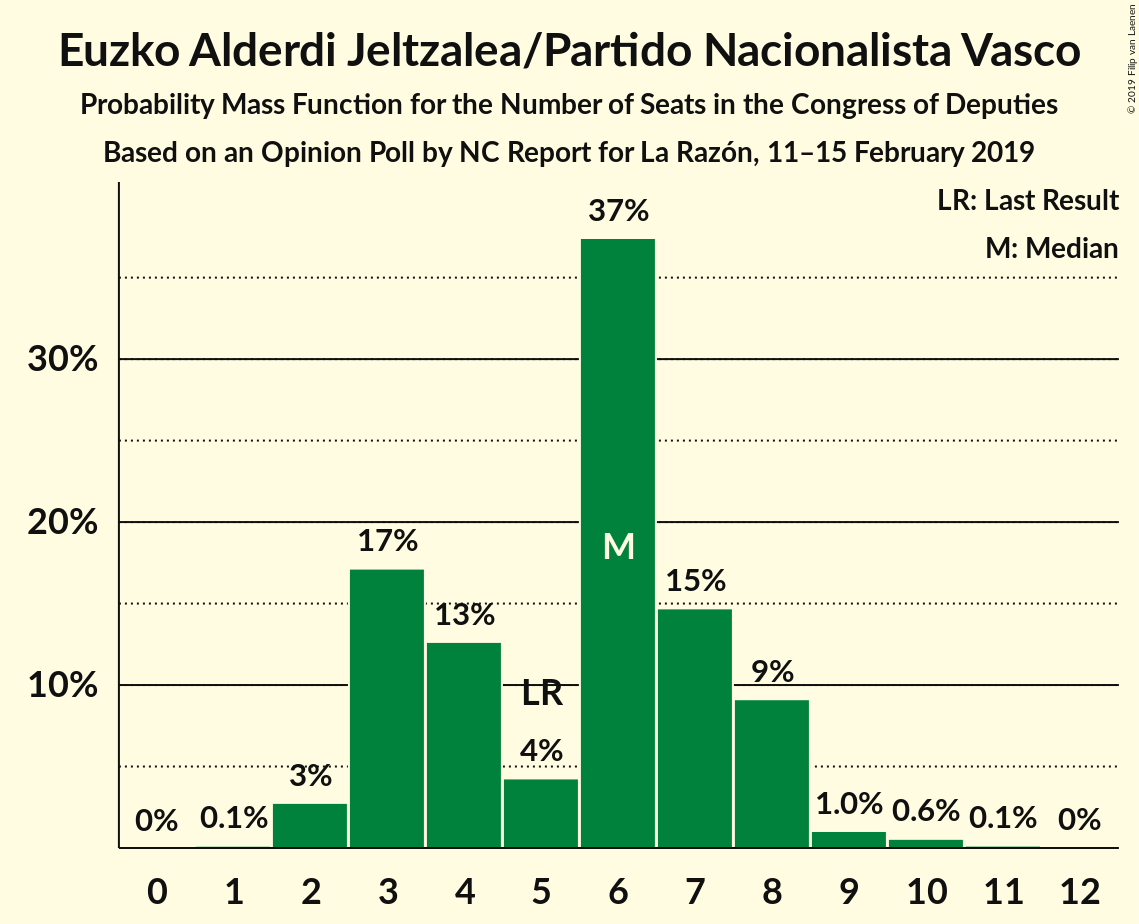 Euzko Alderdi Jeltzalea/Partido Nacionalista Vasco
Probability Mass Function for the Number of Seats in the Congress of Deputies
Based on an Opinion Poll by NC Report for La Razón, 11–15 February 2019
© 2019 Filip van Laenen
LR: Last Result
M: Median
37%
30%
20%
10%
17%
13%
LR
4%
M
15%
9%
3%
0%
0.1%
1.0%
0.6%
0.1%
0%
0 1 2 3 4 5 6 7 8 9 10 11 12